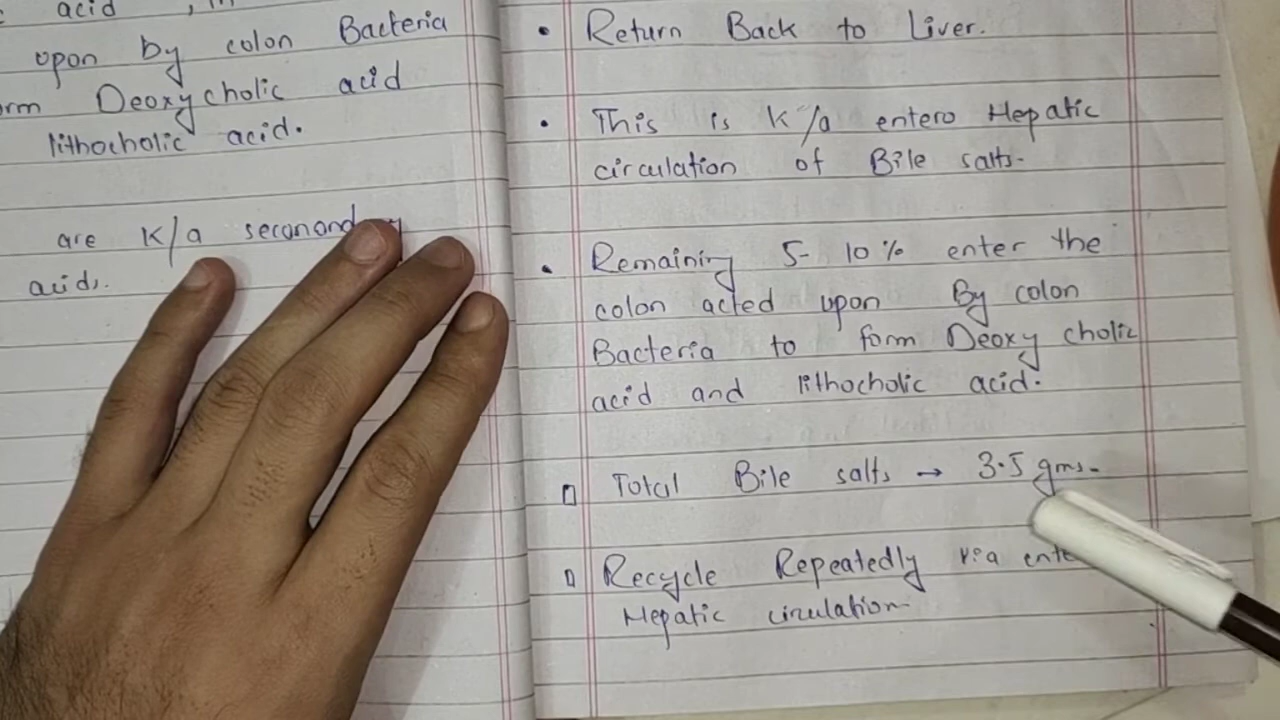 acid
upon by colon Bacteria
Deoxycholic acid
lithocholic acid.
are K/a
acids.
• Return Back to Liver.
• This is K/a entero Hepatic
circulation of Bile salts.
• Remaining 5-10% enter the
colon acted upon By colon
Bacteria to form Deoxy cholic
acid and lithocholic acid.
Total Bile salts → 3.5 gms.
Recycle Repeatedly via
Hepatic circulation